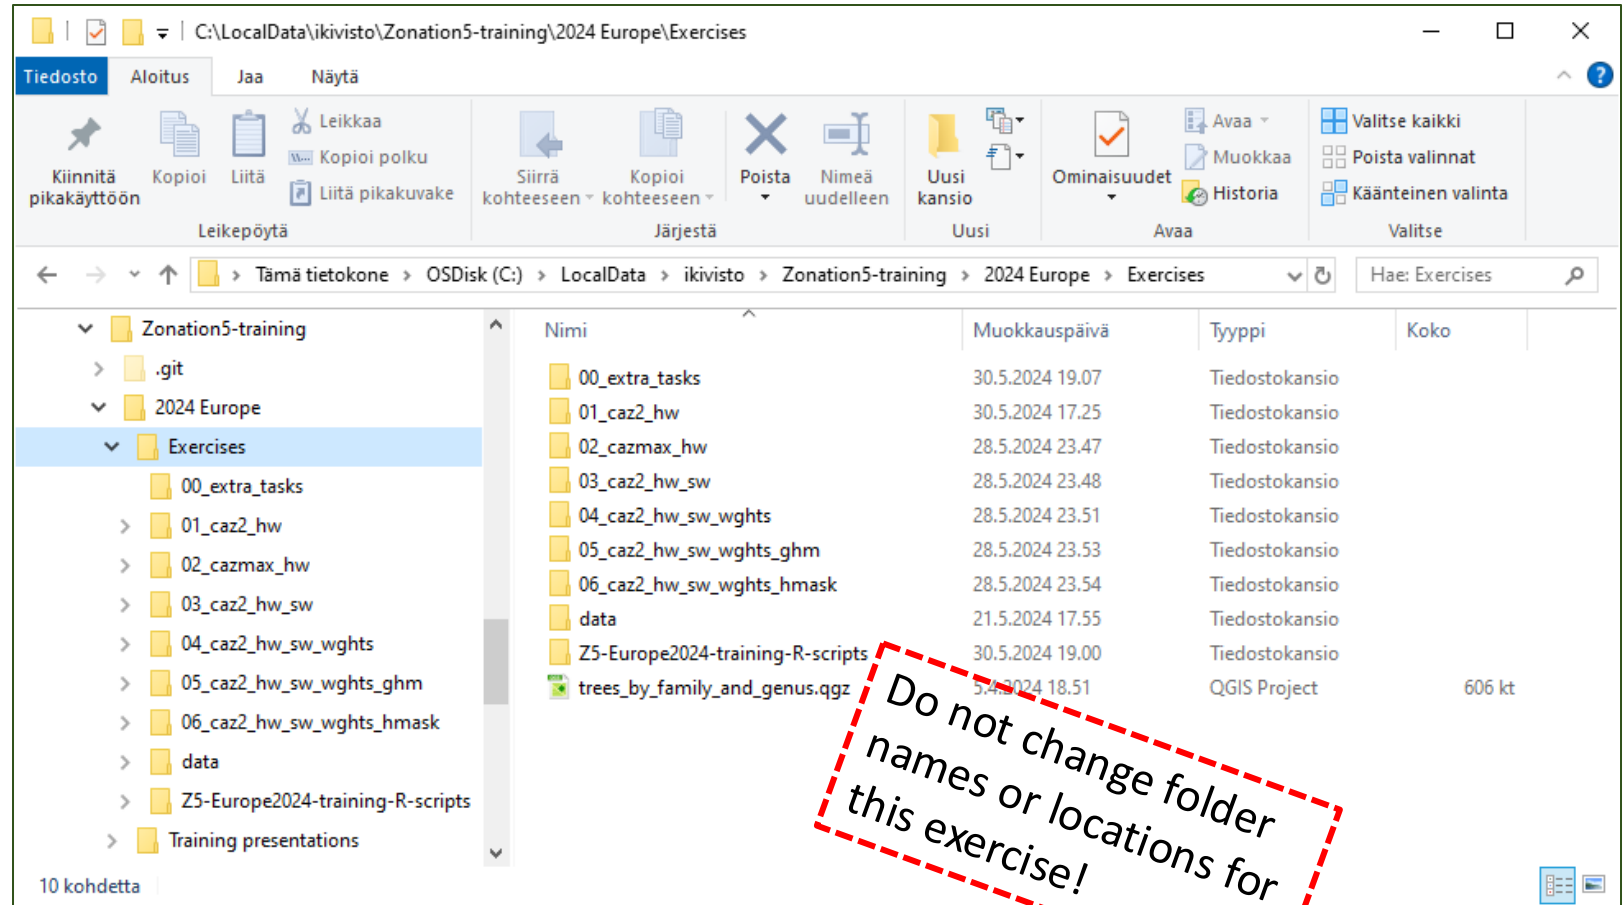 C:\LocalData\ikivisto\Zonation5-training\2024 Europe\Exercises
Tiedosto Aloitus Jaa Näytä
Kiinnitä pikakäyttöön
Kopioi
Liitä
Leikkaa
Kopioi polku
Liitä pikakuvake
Leikepöytä
Siirrä kohteeseen
Kopioi kohteeseen
Poista
Nimeä uudelleen
Järjestä
Uusi kansio
Uusi
Ominaisuudet
Avaa
Muokkaa
Historia
Avaa
Valitse kaikki
Poista valinnat
Käänteinen valinta
Valitse
Tämä tietokone > OSDisk (C:) > LocalData > ikivisto > Zonation5-training > 2024 Europe > Exercises
Hae: Exercises
Zonation5-training
.git
2024 Europe
Exercises
00_extra_tasks
01_caz2_hw
02_cazmax_hw
03_caz2_hw_sw
04_caz2_hw_sw_wghts
05_caz2_hw_sw_wghts_ghm
06_caz2_hw_sw_wghts_hmask
data
Z5-Europe2024-training-R-scripts
Training presentations
Nimi Muokkauspäivä Tyyppi Koko
00_extra_tasks 30.5.2024 19.07 Tiedostokansio
01_caz2_hw 30.5.2024 17.25 Tiedostokansio
02_cazmax_hw 28.5.2024 23.47 Tiedostokansio
03_caz2_hw_sw 28.5.2024 23.48 Tiedostokansio
04_caz2_hw_sw_wghts 28.5.2024 23.51 Tiedostokansio
05_caz2_hw_sw_wghts_ghm 28.5.2024 23.53 Tiedostokansio
06_caz2_hw_sw_wghts_hmask 28.5.2024 23.54 Tiedostokansio
data 21.5.2024 17.55 Tiedostokansio
Z5-Europe2024-training-R-scripts 30.5.2024 19.00 Tiedostokansio
trees_by_family_and_genus.qgz 5.4.2024 18.51 QGIS Project 606 kt
Do not change folder
names or locations for
this exercise!
10 kohdetta